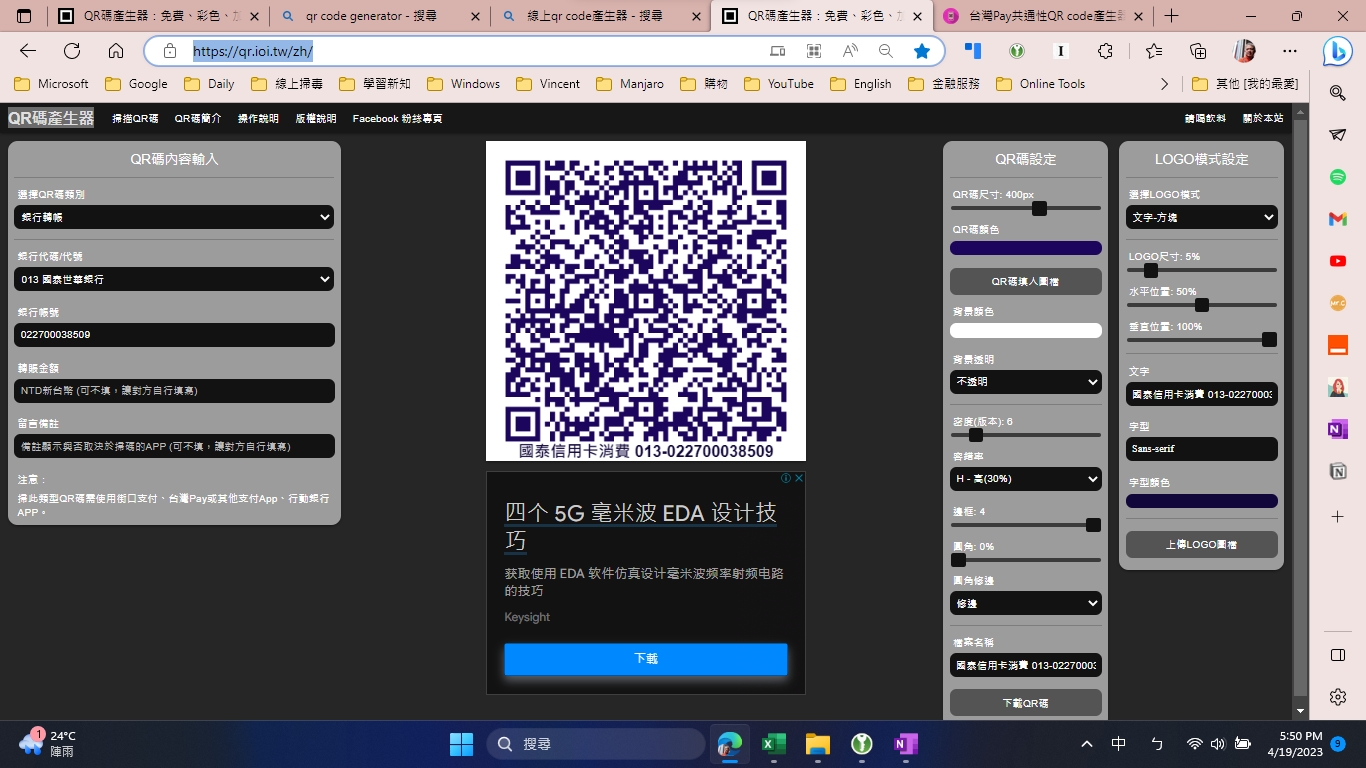 QR碼產生器：免費、彩色、加
qr code generator - 搜尋
線上qr code產生器 - 搜尋
QR碼產生器：免費、彩色、加
台灣Pay共通性QR code產生器
https://qr.ioi.tw/zh/
Microsoft
Google
Daily
線上掃毒
學習新知
Windows
Vincent
Manjaro
購物
YouTube
English
金融服務
Online Tools
其他 [我的最愛]
QR碼產生器
掃描QR碼
QR碼簡介
操作說明
版權說明
Facebook 粉絲專頁
請喝飲料
關於本站
QR碼內容輸入
選擇QR碼類別
銀行轉帳
銀行代碼/代號
013 國泰世華銀行
銀行帳號
022700038509
轉賬金額
NTD新台幣 (可不填，讓對方自行填寫)
留言備註
備註顯示與否取決於掃碼的APP (可不填，讓對方自行填寫)
注意：
掃此類型QR碼需使用街口支付、台灣Pay或其他支付App、行動銀行
APP。
國泰信用卡消費 013-022700038509
四个 5G 毫米波 EDA 设计技
巧
获取使用 EDA 软件仿真设计毫米波频率射频电路
的技巧
Keysight
下載
QR碼設定
QR碼尺寸: 400px
QR碼顏色
QR碼填入圖檔
背景顏色
背景透明
不透明
密度(版本): 6
容錯率
H - 高(30%)
邊框: 4
圓角: 0%
圓角修邊
修邊
檔案名稱
國泰信用卡消費 013-02270003
下載QR碼
LOGO模式設定
選擇LOGO模式
文字-方塊
LOGO尺寸: 5%
水平位置: 50%
垂直位置: 100%
文字
國泰信用卡消費 013-02270003
字型
Sans-serif
字型顏色
上傳LOGO圖檔
1
24°C
陣雨
搜尋
中
ㄅ
5:50 PM
4/19/2023
9